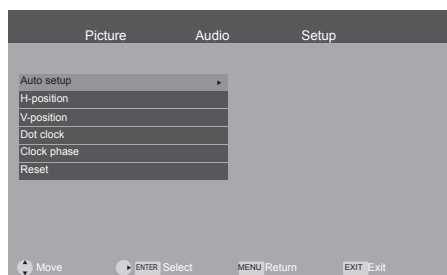 Picture Audio Setup
Auto setup
H-position
V-position
Dot clock
Clock phase
Reset
Move ENTER Select MENU Return EXIT Exit